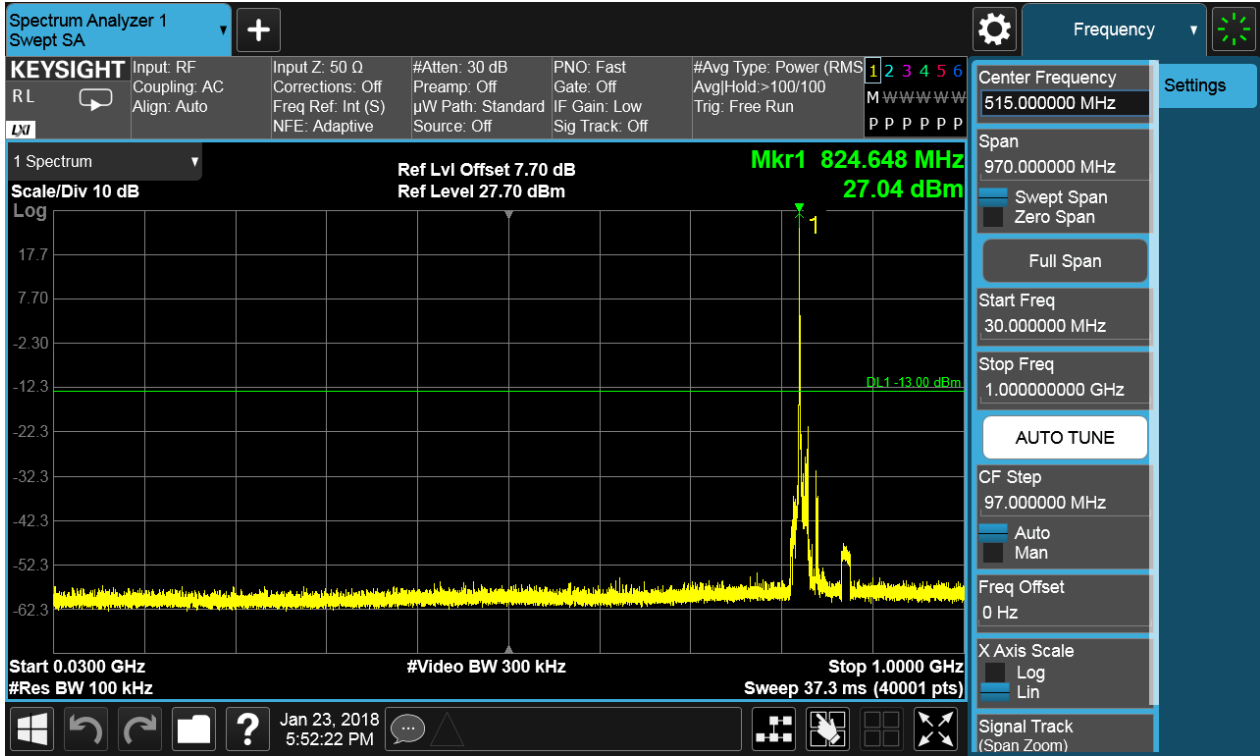 Spectrum Analyzer 1
Swept SA
Frequency
KEYSIGHT
R L
LXI
Input: RF
Coupling: AC
Align: Auto
Input Z: 50 Ω
Corrections: Off
Freq Ref: Int (S)
NFE: Adaptive
#Atten: 30 dB
Preamp: Off
µW Path: Standard
Source: Off
PNO: Fast
Gate: Off
IF Gain: Low
Sig Track: Off
#Avg Type: Power (RMS
Avg|Hold:>100/100
Trig: Free Run
1 2 3 4 5 6
M W W W W W
P P P P P P
1 Spectrum
Scale/Div 10 dB
Log
Ref Lvl Offset 7.70 dB
Ref Level 27.70 dBm
Mkr1 824.648 MHz
27.04 dBm
1
17.7
7.70
-2.30
-12.3
-22.3
-32.3
-42.3
-52.3
-62.3
DL1 -13.00 dBm
Start 0.0300 GHz
#Res BW 100 kHz
#Video BW 300 kHz
Stop 1.0000 GHz
Sweep 37.3 ms (40001 pts)
Center Frequency
515.000000 MHz
Span
970.000000 MHz
Swept Span
Zero Span
Full Span
Start Freq
30.000000 MHz
Stop Freq
1.000000000 GHz
AUTO TUNE
CF Step
97.000000 MHz
Auto
Man
Freq Offset
0 Hz
X Axis Scale
Log
Lin
Signal Track
(Span Zoom)
Settings
?
Jan 23, 2018
5:52:22 PM